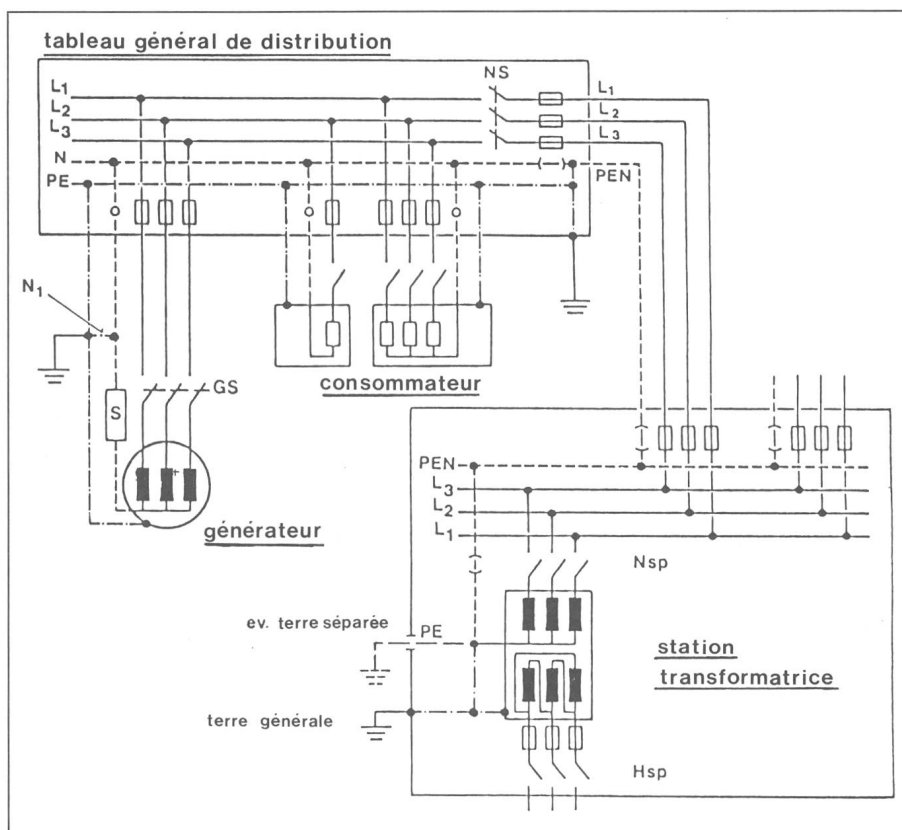 tableau général de distribution
NS
L1
L1
L2
L2
L3
L3
N
PE
PEN
N1
GS
S
+
consommateur
générateur
PEN
L3
L2
L1
Nsp
ev. terre séparée
PE
station
transformatrice
terre générale
Hsp